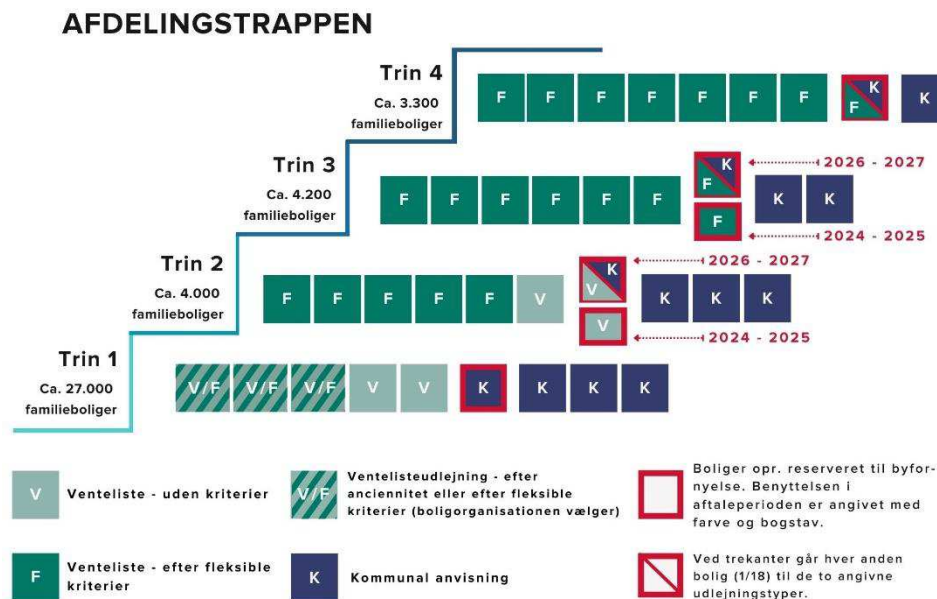 AFDELINGSTRAPPEN
Trin 4
Ca. 3.300
familieboliger
F F F F F F F K F K
Trin 3
Ca. 4.200
familieboliger
F F F F F F K F K K
2026 - 2027
F
2024 - 2025
Trin 2
Ca. 4.000
familieboliger
F F F F F V K V K K K
2026 - 2027
V
2024 - 2025
Trin 1
Ca. 27.000
familieboliger
V/F V/F V/F V V K K K K
V Venteliste - uden kriterier
V/F Ventelisteudlejning - efter
anciennitet eller efter fleksible
kriterier (boligorganisationen vælger)
Boliger opr. reserveret til byfor-
nyelse. Benyttelsen i
aftaleperioden er angivet med
farve og bogstav.
F Venteliste - efter fleksible
kriterier
K Kommunal anvisning
Ved trekanter går hver anden
bolig (1/18) til de to angivne
udlejningstyper.